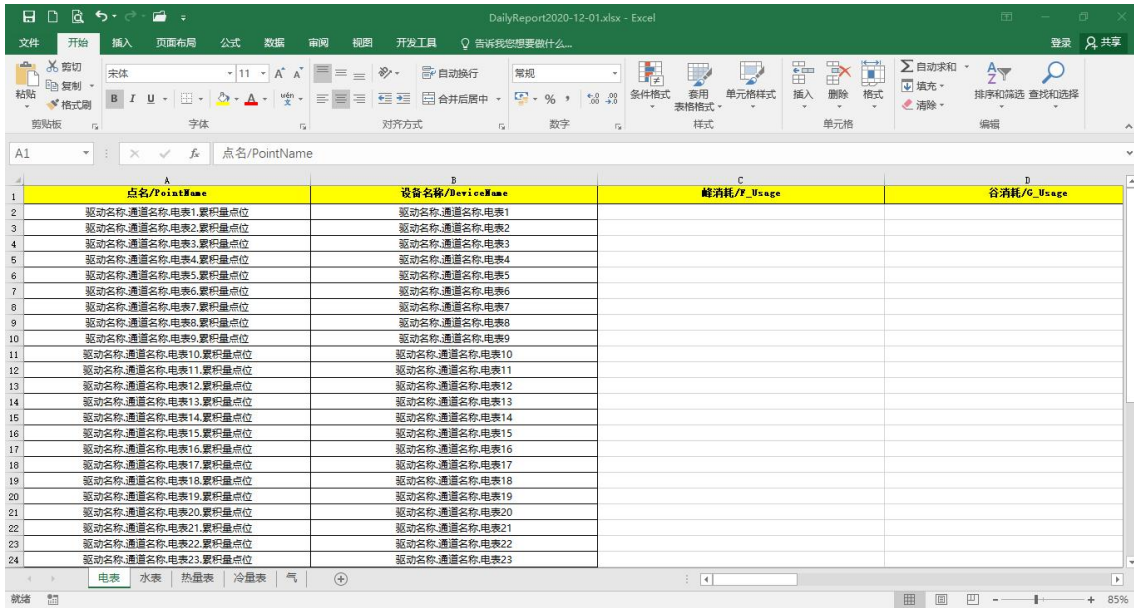 DailyReport2020-12-01.xlsx - Excel
文件 开始 插入 页面布局 公式 数据 审阅 视图 开发工具 告诉我您想要做什么... 登录 共享
粘贴 剪切 复制 格式刷
宋体 11 A A B I U A wén 文
自动换行 合并后居中
常规 % , .00 .0
条件格式 套用表格格式 单元格样式 插入 删除 格式
Σ 自动求和 填充 清除 排序和筛选 查找和选择
剪贴板 字体 对齐方式 数字 样式 单元格 编辑
A1 fx 点名/PointName
A B C D
1 点名/PointName 设备名称/DeviceName 峰消耗/F_Usage 谷消耗/G_Usage
2 驱动名称.通道名称.电表1.累积量点位 驱动名称.通道名称.电表1
3 驱动名称.通道名称.电表2.累积量点位 驱动名称.通道名称.电表2
4 驱动名称.通道名称.电表3.累积量点位 驱动名称.通道名称.电表3
5 驱动名称.通道名称.电表4.累积量点位 驱动名称.通道名称.电表4
6 驱动名称.通道名称.电表5.累积量点位 驱动名称.通道名称.电表5
7 驱动名称.通道名称.电表6.累积量点位 驱动名称.通道名称.电表6
8 驱动名称.通道名称.电表7.累积量点位 驱动名称.通道名称.电表7
9 驱动名称.通道名称.电表8.累积量点位 驱动名称.通道名称.电表8
10 驱动名称.通道名称.电表9.累积量点位 驱动名称.通道名称.电表9
11 驱动名称.通道名称.电表10.累积量点位 驱动名称.通道名称.电表10
12 驱动名称.通道名称.电表11.累积量点位 驱动名称.通道名称.电表11
13 驱动名称.通道名称.电表12.累积量点位 驱动名称.通道名称.电表12
14 驱动名称.通道名称.电表13.累积量点位 驱动名称.通道名称.电表13
15 驱动名称.通道名称.电表14.累积量点位 驱动名称.通道名称.电表14
16 驱动名称.通道名称.电表15.累积量点位 驱动名称.通道名称.电表15
17 驱动名称.通道名称.电表16.累积量点位 驱动名称.通道名称.电表16
18 驱动名称.通道名称.电表17.累积量点位 驱动名称.通道名称.电表17
19 驱动名称.通道名称.电表18.累积量点位 驱动名称.通道名称.电表18
20 驱动名称.通道名称.电表19.累积量点位 驱动名称.通道名称.电表19
21 驱动名称.通道名称.电表20.累积量点位 驱动名称.通道名称.电表20
22 驱动名称.通道名称.电表21.累积量点位 驱动名称.通道名称.电表21
23 驱动名称.通道名称.电表22.累积量点位 驱动名称.通道名称.电表22
24 驱动名称.通道名称.电表23.累积量点位 驱动名称.通道名称.电表23
电表 水表 热量表 冷量表 气
就绪 85%